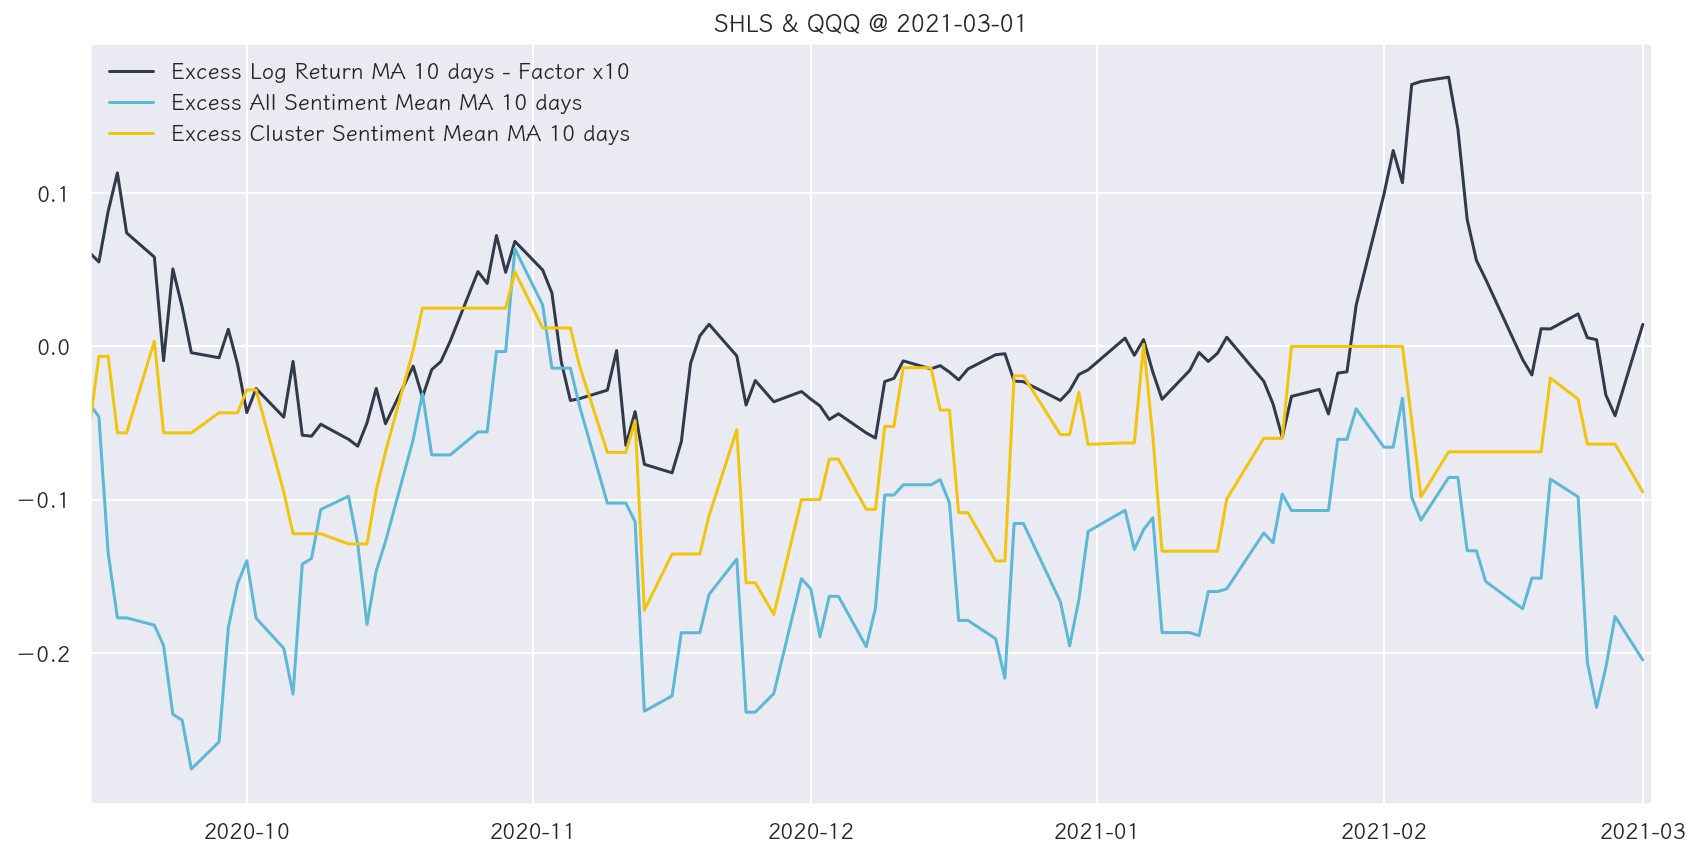 SHLS & QQQ @ 2021-03-01
Excess Log Return MA 10 days - Factor x10
Excess All Sentiment Mean MA 10 days
Excess Cluster Sentiment Mean MA 10 days
0.1
0.0
−0.1
−0.2
2020-10 2020-11 2020-12 2021-01 2021-02 2021-03